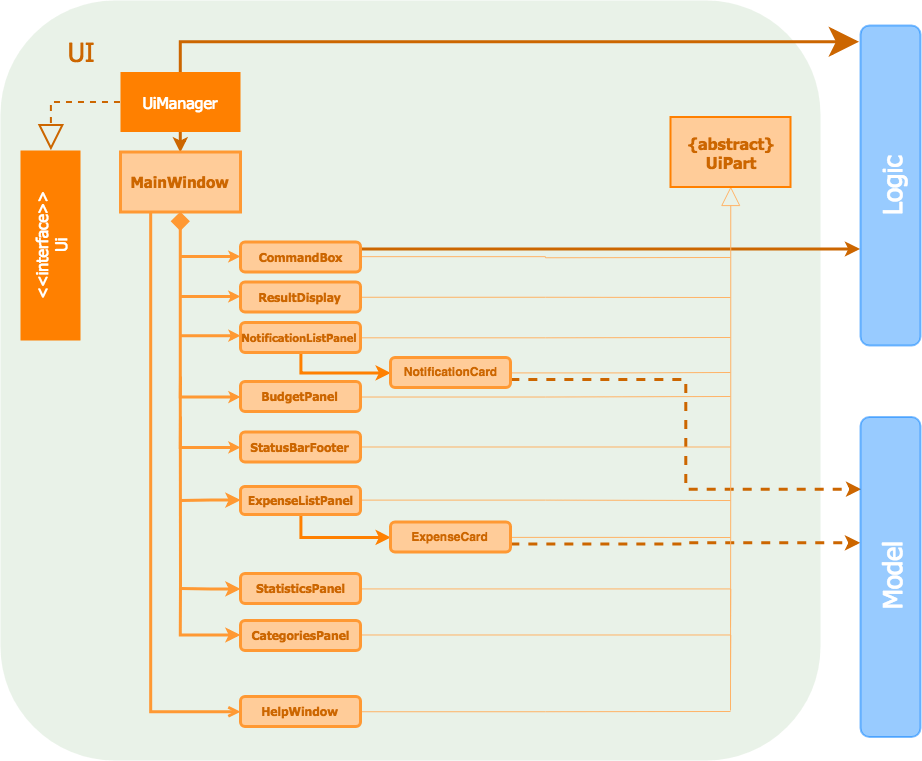 UI
UiManager
<<interface>>
Ui
MainWindow
{abstract}
UiPart
Logic
CommandBox
ResultDisplay
NotificationListPanel
NotificationCard
BudgetPanel
StatusBarFooter
ExpenseListPanel
ExpenseCard
Model
StatisticsPanel
CategoriesPanel
HelpWindow